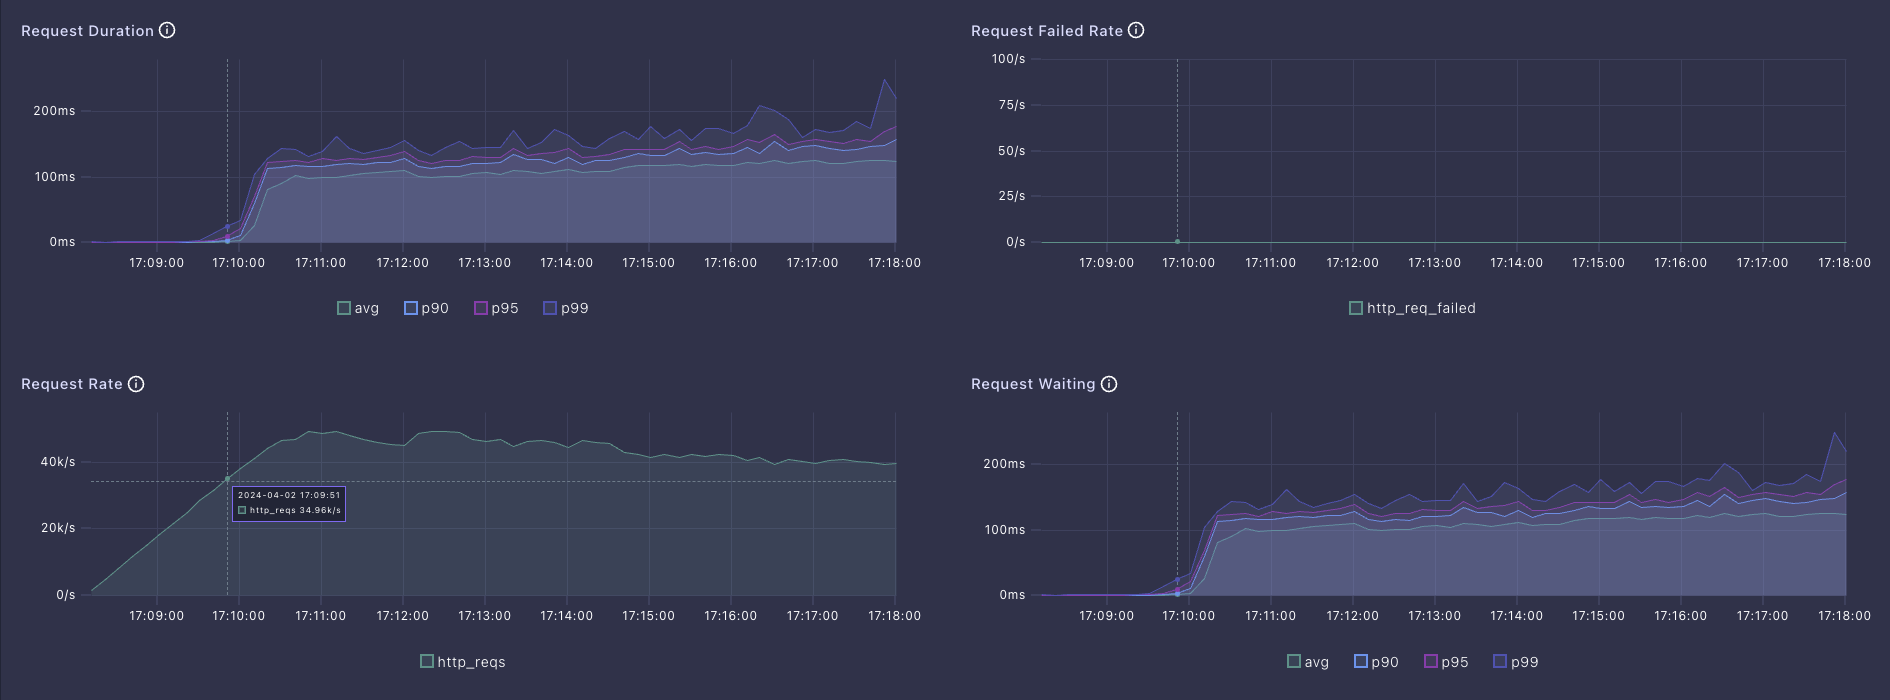 Request Duration
200ms
100ms
0ms
17:09:00 17:10:00 17:11:00 17:12:00 17:13:00 17:14:00 17:15:00 17:16:00 17:17:00 17:18:00
avg p90 p95 p99
Request Failed Rate
100/s
75/s
50/s
25/s
0/s
17:09:00 17:10:00 17:11:00 17:12:00 17:13:00 17:14:00 17:15:00 17:16:00 17:17:00 17:18:00
http_req_failed
Request Rate
40k/s
20k/s
0/s
2024-04-02 17:09:51
http_reqs 34.96k/s
17:09:00 17:10:00 17:11:00 17:12:00 17:13:00 17:14:00 17:15:00 17:16:00 17:17:00 17:18:00
http_reqs
Request Waiting
200ms
100ms
0ms
17:09:00 17:10:00 17:11:00 17:12:00 17:13:00 17:14:00 17:15:00 17:16:00 17:17:00 17:18:00
avg p90 p95 p99